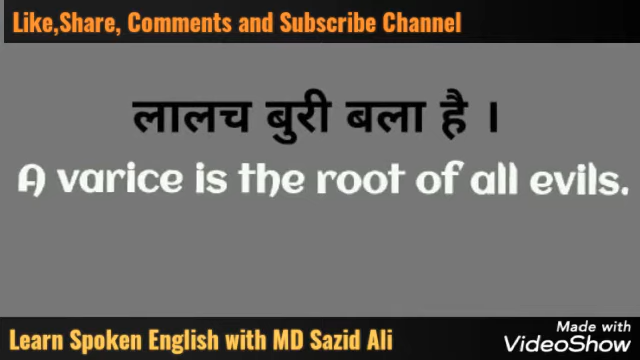 Like,Share, Comments and Subscribe Channel
लालच बुरी बला है ।
A varice is the root of all evils.
Learn Spoken English with MD Sazid Ali
Made with
VideoShow